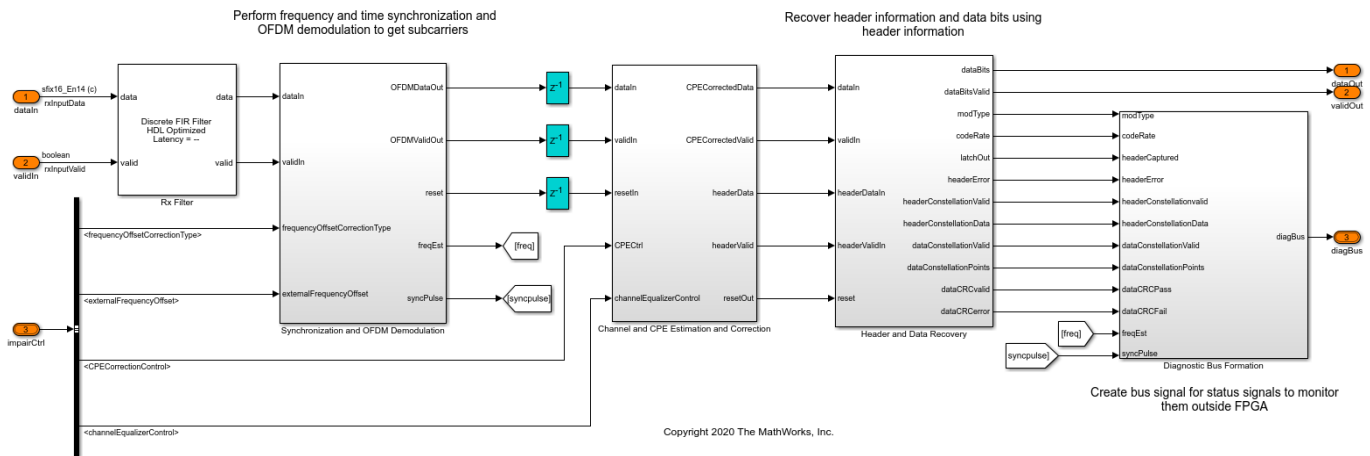 Perform frequency and time synchronization and
OFDM demodulation to get subcarriers
Recover header information and data bits using
header information
1
dataIn
sfix16_En14 (c)
rxInputData
2
validIn
boolean
rxInputValid
data
valid
Discrete FIR Filter
HDL Optimized
Latency = --
data
valid
Rx Filter
3
impairCtrl
<frequencyOffsetCorrectionType>
<externalFrequencyOffset>
<CPECorrectionControl>
<channelEqualizerControl>
dataIn
validIn
frequencyOffsetCorrectionType
externalFrequencyOffset
OFDMDataOut
OFDMValidOut
reset
freqEst
syncPulse
Synchronization and OFDM Demodulation
Z-1
Z-1
Z-1
[freq]
[syncpulse]
dataIn
validIn
resetIn
CPECtrl
channelEqualizerControl
CPECorrectedData
CPECorrectedValid
headerData
headerValid
resetOut
Channel and CPE Estimation and Correction
dataIn
validIn
headerDataIn
headerValidIn
reset
dataBits
dataBitsValid
modType
codeRate
latchOut
headerError
headerConstellationValid
headerConstellationData
dataConstellationValid
dataConstellationPoints
dataCRCvalid
dataCRCerror
Header and Data Recovery
[freq]
syncpulse]
modType
codeRate
headerCaptured
headerError
headerConstellationvalid
headerConstellationData
dataConstellationValid
dataConstellationPoints
dataCRCPass
dataCRCFail
freqEst
syncPulse
diagBus
Diagnostic Bus Formation
1
dataOut
2
validOut
3
diagBus
Create bus signal for status signals to monitor
them outside FPGA
Copyright 2020 The MathWorks, Inc.